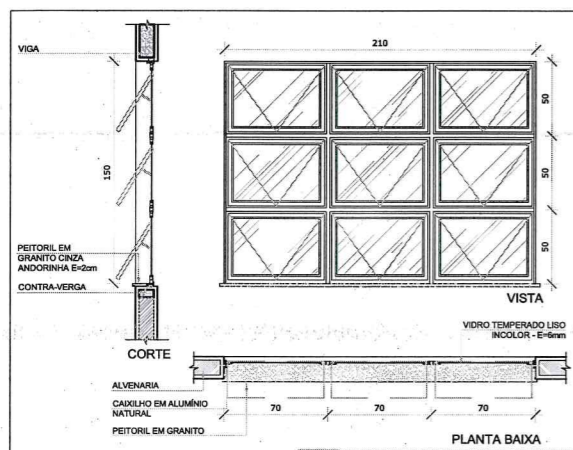 VIGA
210
50
150
50
50
PEITORIL EM
GRANITO CINZA
ANDORINHA E=2cm
CONTRA-VERGA
CORTE
VISTA
VIDRO TEMPERADO LISO
INCOLOR - E=6mm
ALVENARIA
CAIXILHO EM ALUMÍNIO
NATURAL
PEITORIL EM GRANITO
70
70
70
PLANTA BAIXA